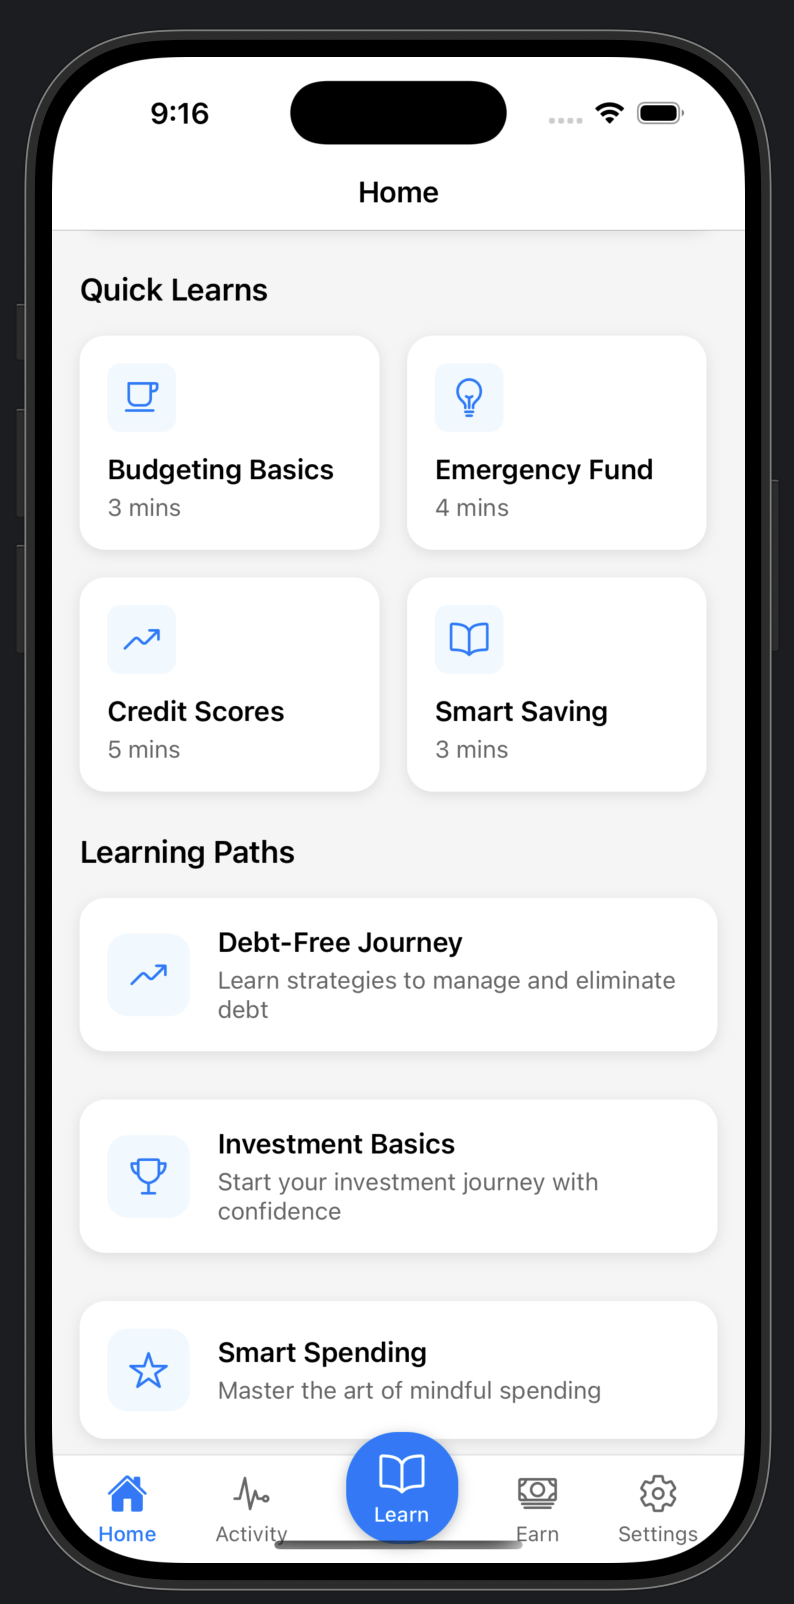 9:16
Home
Quick Learns
Budgeting Basics
3 mins
Emergency Fund
4 mins
Credit Scores
5 mins
Smart Saving
3 mins
Learning Paths
Debt-Free Journey
Learn strategies to manage and eliminate
debt
Investment Basics
Start your investment journey with
confidence
Smart Spending
Master the art of mindful spending
Home
Activity
Learn
Earn
Settings